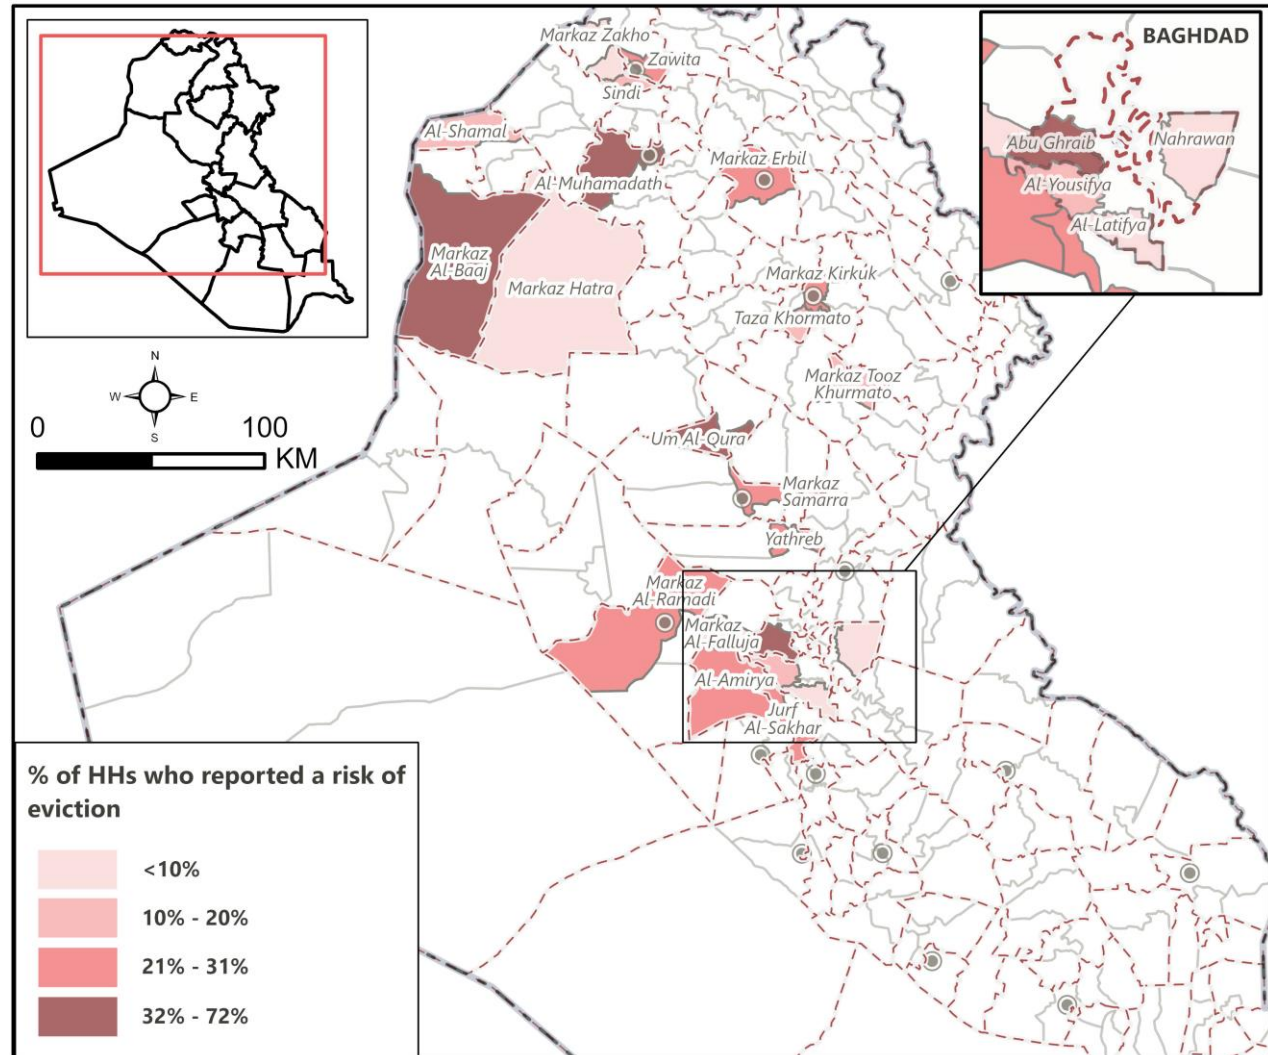 BAGHDAD
Abu Ghraib
Nahrawan
Al-Yousifya
Al-Latifya
Markaz Zakho
Zawita
Sindi
Al-Shamal
Al-Muhamadath
Markaz Erbil
Markaz
Al-Baaj
Markaz Hatra
Markaz Kirkuk
Taza Khormato
Markaz Tooz
Khurmato
Um Al-Qura
Markaz
Samarra
Yathreb
Markaz
Al-Ramadi
Markaz
Al-Falluja
Al-Amirya
Jurf
Al-Sakhar
N
W
E
S
0
100
KM
% of HHs who reported a risk of
eviction
<10%
10% - 20%
21% - 31%
32% - 72%